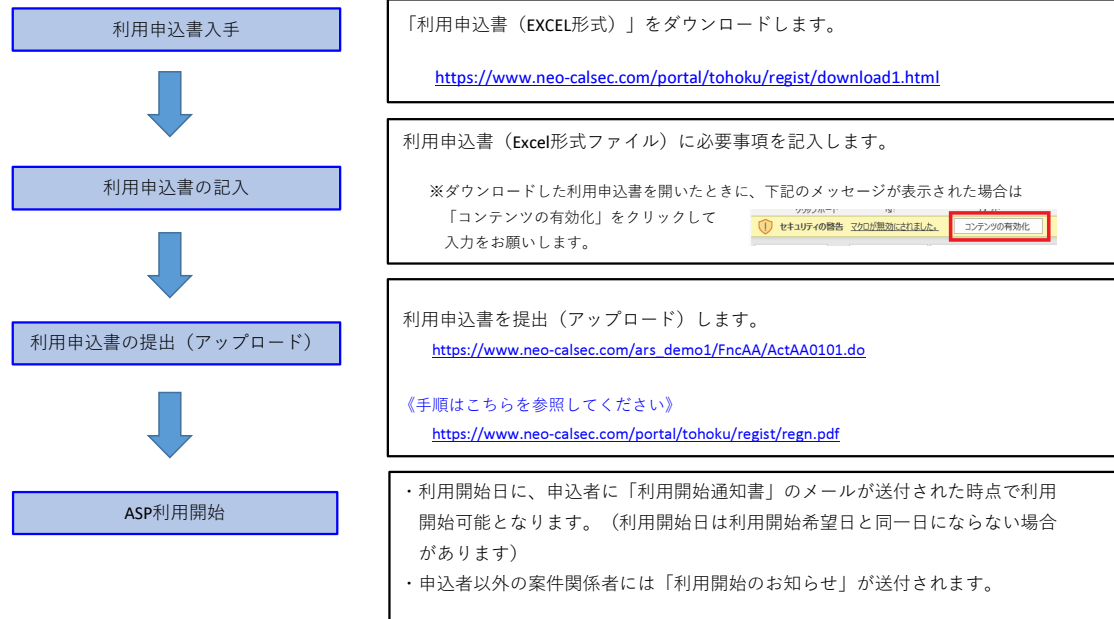 利用申込書入手
「利用申込書（EXCEL形式）」をダウンロードします。
https://www.neo-calsec.com/portal/tohoku/regist/download1.html
利用申込書の記入
利用申込書（Excel形式ファイル）に必要事項を記入します。
※ダウンロードした利用申込書を開いたときに、下記のメッセージが表示された場合は
「コンテンツの有効化」をクリックして
入力をお願いします。
セキュリティの警告 マクロが無効にされました。 コンテンツの有効化
利用申込書の提出（アップロード）
利用申込書を提出（アップロード）します。
https://www.neo-calsec.com/ars_demo1/FncAA/ActAA0101.do
《手順はこちらを参照してください》
https://www.neo-calsec.com/portal/tohoku/regist/regn.pdf
ASP利用開始
・利用開始日に、申込者に「利用開始通知書」のメールが送付された時点で利用
開始可能となります。（利用開始日は利用開始希望日と同一日にならない場合
があります）
・申込者以外の案件関係者には「利用開始のお知らせ」が送付されます。